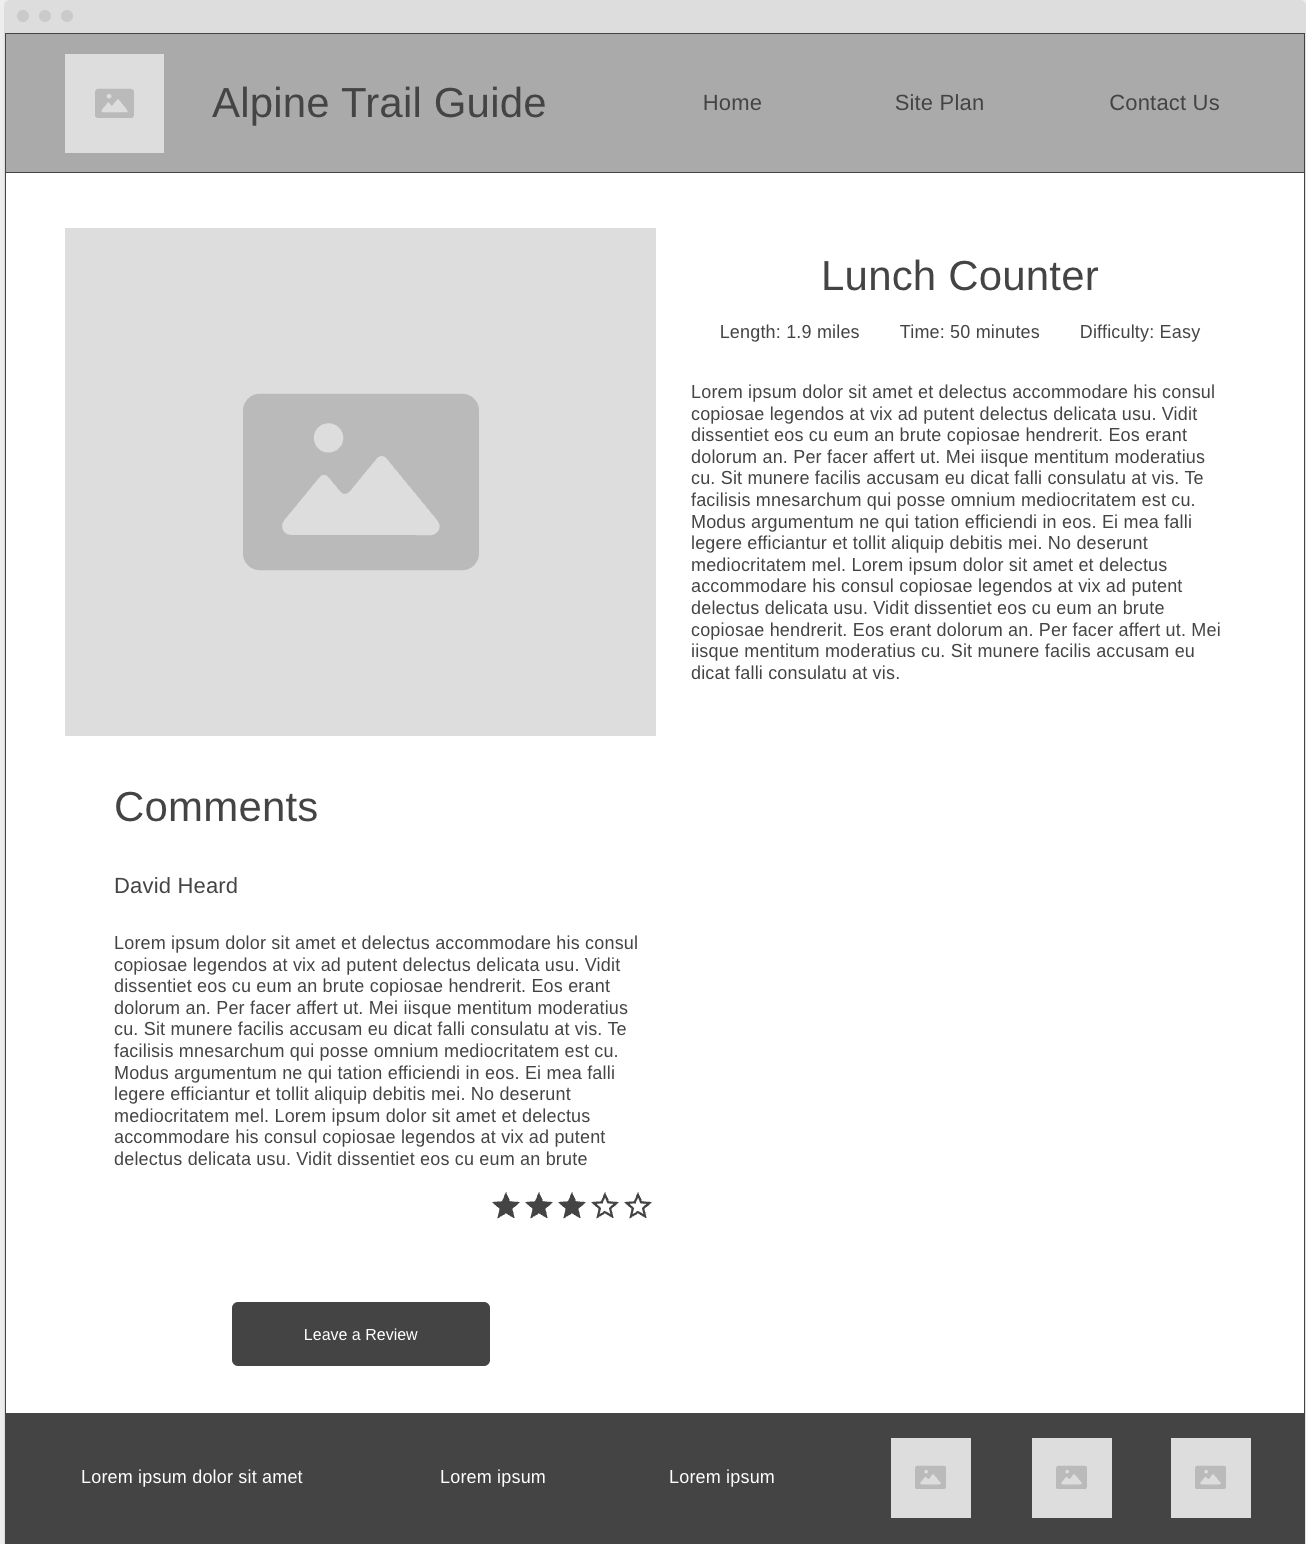 Alpine Trail Guide
Home
Site Plan
Contact Us
Lunch Counter
Length: 1.9 miles
Time: 50 minutes
Difficulty: Easy
Lorem ipsum dolor sit amet et delectus accommodare his consul
copiosae legendos at vix ad putent delectus delicata usu. Vidit
dissentiet eos cu eum an brute copiosae hendrerit. Eos erant
dolorum an. Per facer affert ut. Mei iisque mentitum moderatius
cu. Sit munere facilis accusam eu dicat falli consulatu at vis. Te
facilisis mnesarchum qui posse omnium mediocritatem est cu.
Modus argumentum ne qui tation efficiendi in eos. Ei mea falli
legere efficiantur et tollit aliquip debitis mei. No deserunt
mediocritatem mel. Lorem ipsum dolor sit amet et delectus
accommodare his consul copiosae legendos at vix ad putent
delectus delicata usu. Vidit dissentiet eos cu eum an brute
copiosae hendrerit. Eos erant dolorum an. Per facer affert ut. Mei
iisque mentitum moderatius cu. Sit munere facilis accusam eu
dicat falli consulatu at vis.
Comments
David Heard
Lorem ipsum dolor sit amet et delectus accommodare his consul
copiosae legendos at vix ad putent delectus delicata usu. Vidit
dissentiet eos cu eum an brute copiosae hendrerit. Eos erant
dolorum an. Per facer affert ut. Mei iisque mentitum moderatius
cu. Sit munere facilis accusam eu dicat falli consulatu at vis. Te
facilisis mnesarchum qui posse omnium mediocritatem est cu.
Modus argumentum ne qui tation efficiendi in eos. Ei mea falli
legere efficiantur et tollit aliquip debitis mei. No deserunt
mediocritatem mel. Lorem ipsum dolor sit amet et delectus
accommodare his consul copiosae legendos at vix ad putent
delectus delicata usu. Vidit dissentiet eos cu eum an brute
Leave a Review
Lorem ipsum dolor sit amet
Lorem ipsum
Lorem ipsum